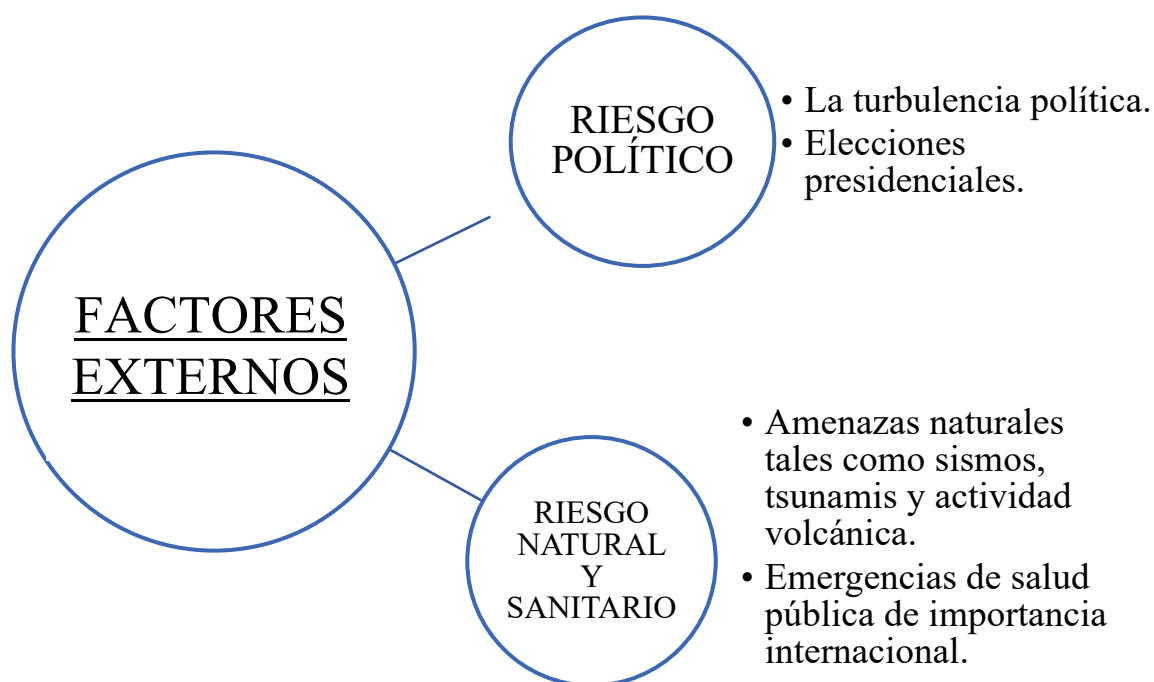 FACTORES
EXTERNOS
RIESGO
POLÍTICO
• La turbulencia política.
• Elecciones
presidenciales.
RIESGO
NATURAL
Y
SANITARIO
• Amenazas naturales
tales como sismos,
tsunamis y actividad
volcánica.
• Emergencias de salud
pública de importancia
internacional.